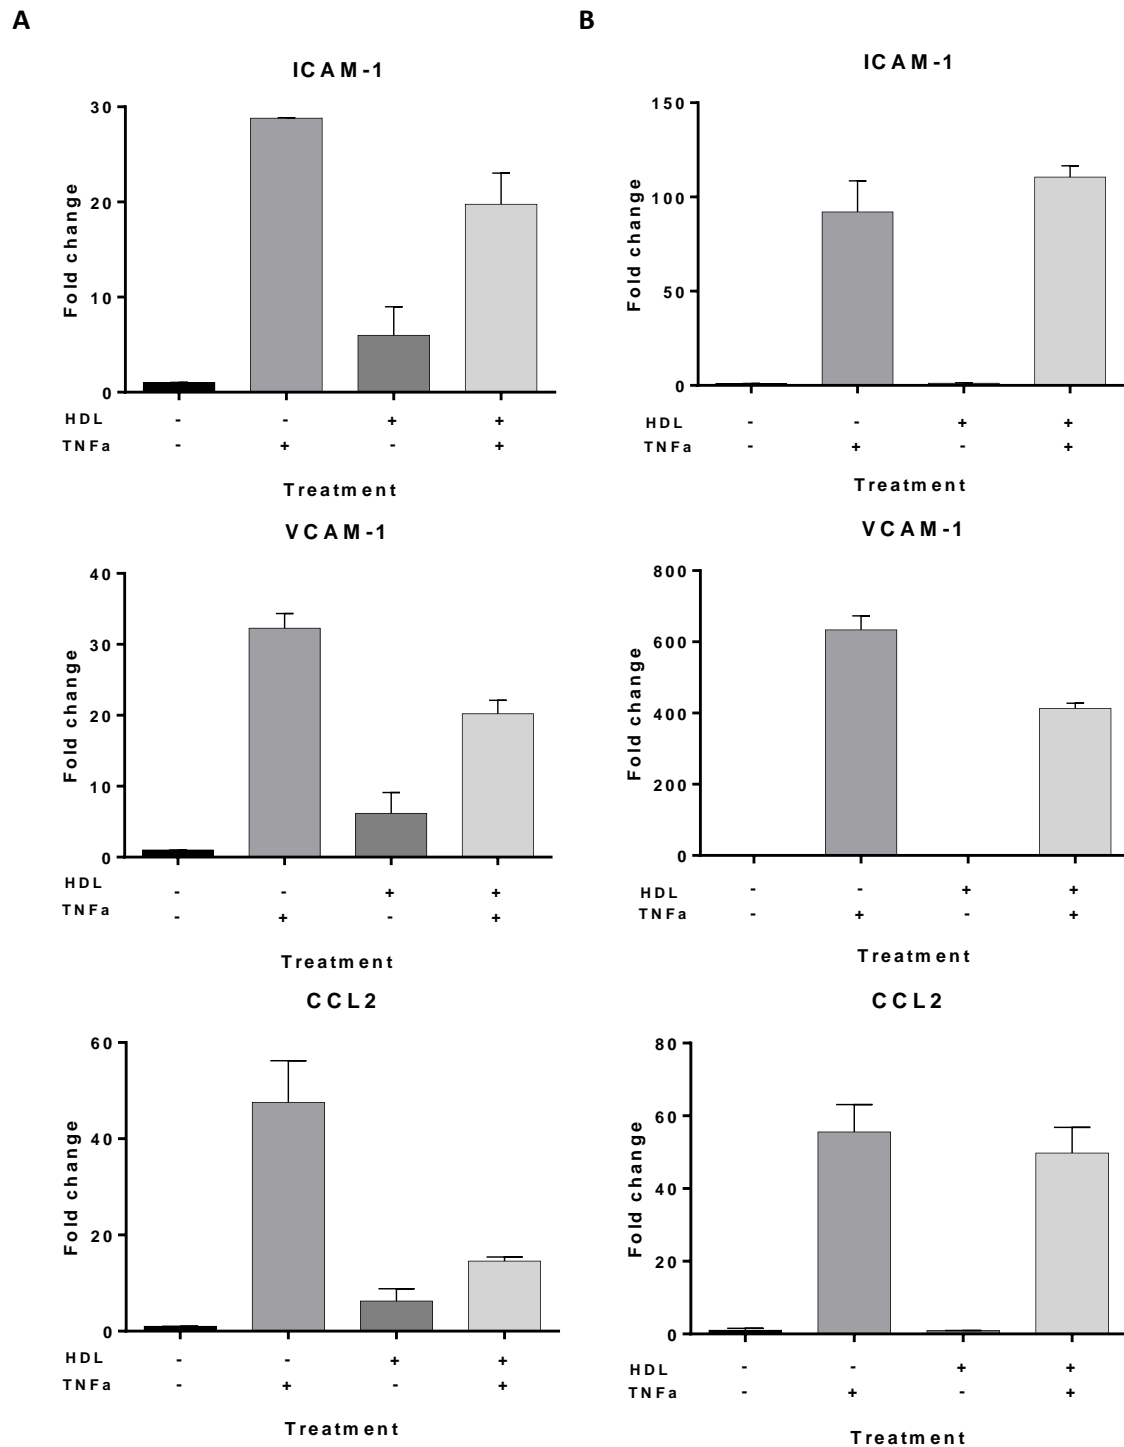 A
ICAM-1
Fold change
30
20
10
0
HDL - - + +
TNFa - + - +
Treatment
VCAM-1
Fold change
40
30
20
10
0
HDL - - + +
TNFa - + - +
Treatment
CCL2
Fold change
60
40
20
0
HDL - - + +
TNFa - + - +
Treatment
B
ICAM-1
Fold change
150
100
50
0
HDL - - + +
TNFa - + - +
Treatment
VCAM-1
Fold change
800
600
400
200
0
HDL - - + +
TNFa - + - +
Treatment
CCL2
Fold change
80
60
40
20
0
HDL - - + +
TNFa - + - +
Treatment